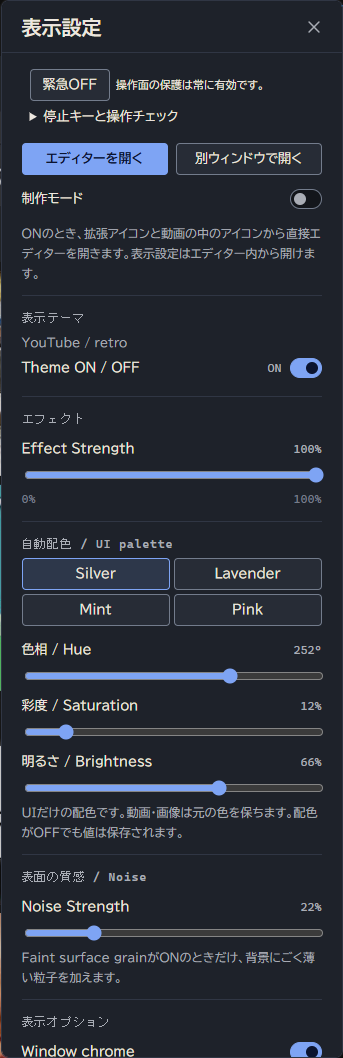 表示設定
緊急OFF 操作面の保護は常に有効です。
▶ 停止キーと操作チェック
エディターを開く 別ウィンドウで開く
制作モード
ONのとき、拡張アイコンと動画の中のアイコンから直接エ
ディターを開きます。表示設定はエディター内から開けま
す。
表示テーマ
YouTube / retro
Theme ON / OFF ON
エフェクト
Effect Strength 100%
0% 100%
自動配色 / UI palette
Silver Lavender
Mint Pink
色相 / Hue 252°
彩度 / Saturation 12%
明るさ / Brightness 66%
UIだけの配色です。動画・画像は元の色を保ちます。配色
がOFFでも値は保存されます。
表面の質感 / Noise
Noise Strength 22%
Faint surface grainがONのときだけ、背景にごく薄
い粒子を加えます。
表示オプション
Window chrome